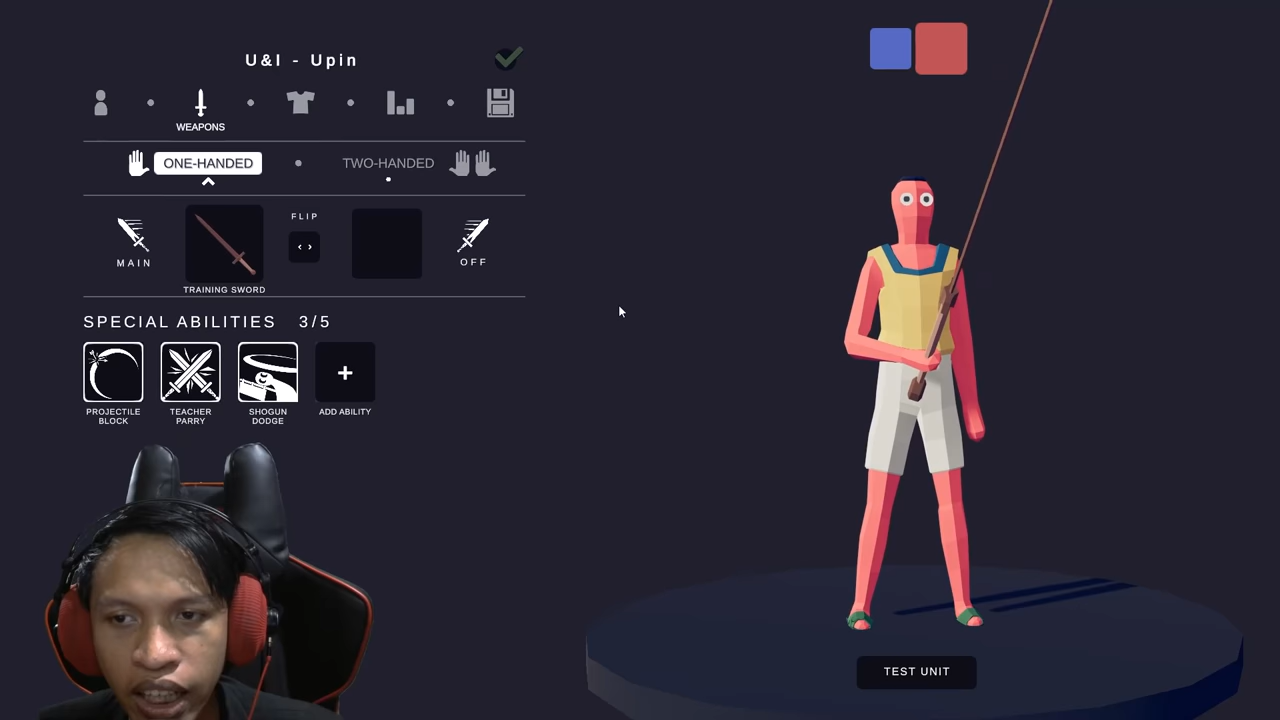 U&I - Upin
WEAPONS
ONE-HANDED
TWO-HANDED
MAIN
FLIP
OFF
TRAINING SWORD
SPECIAL ABILITIES 3/5
PROJECTILE
BLOCK
TEACHER
PARRY
SHOGUN
DODGE
ADD ABILITY
TEST UNIT